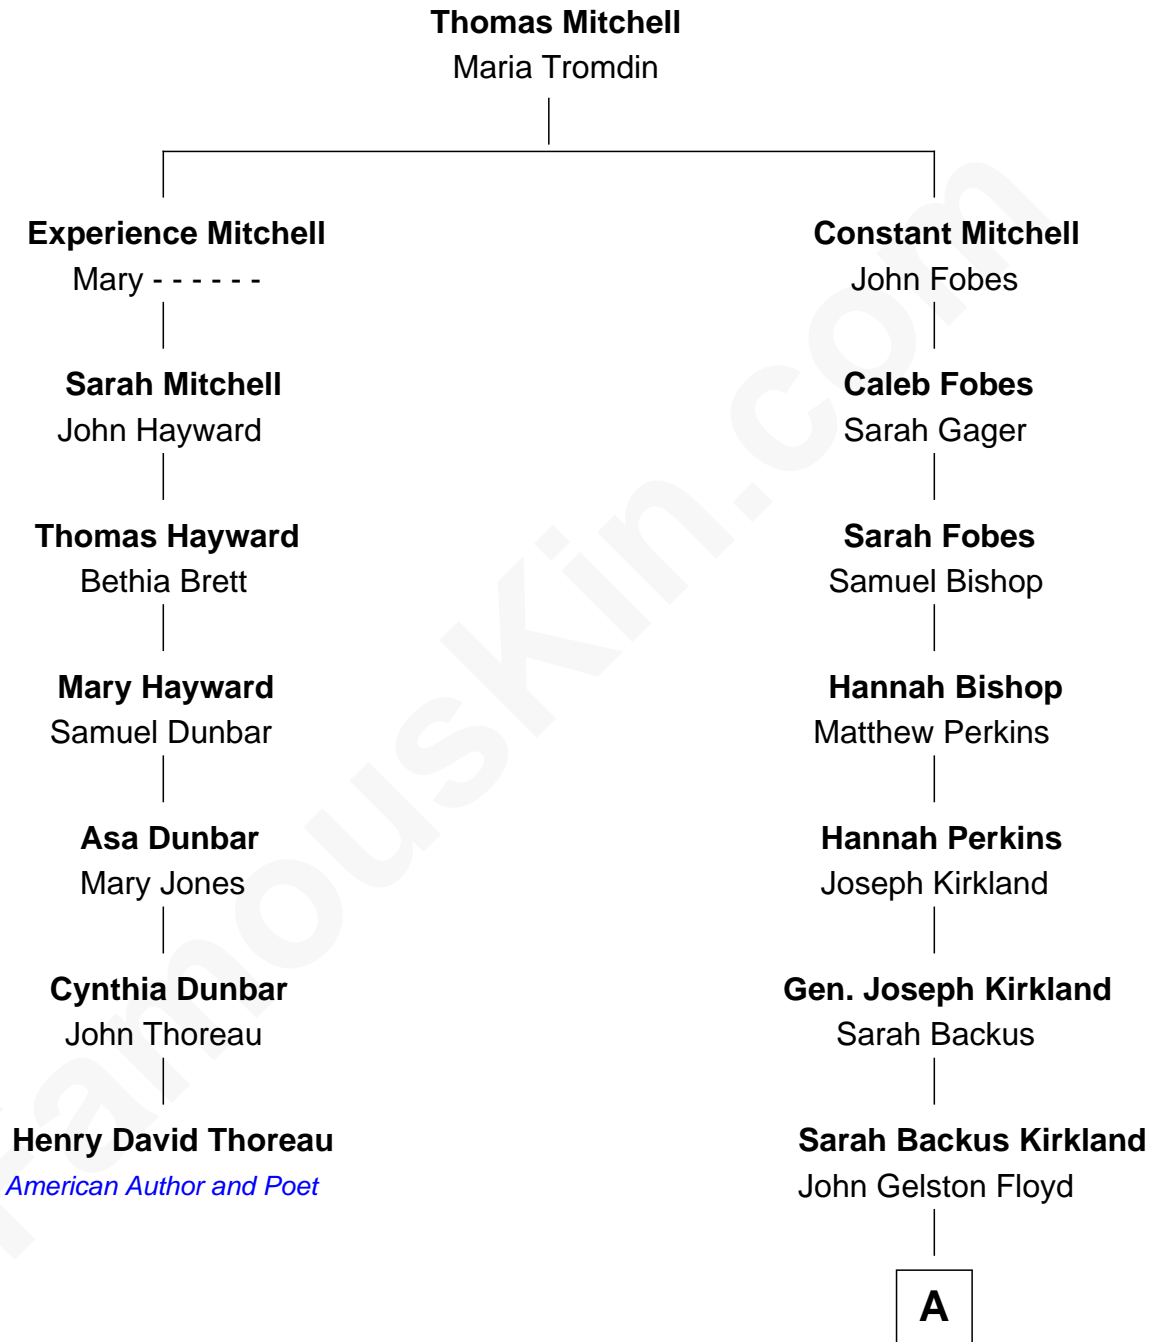 Thomas Mitchell
Maria Tromdin
Experience Mitchell
Mary - - - - - -
Constant Mitchell
John Fobes
Sarah Mitchell
John Hayward
Caleb Fobes
Sarah Gager
Thomas Hayward
Bethia Brett
Sarah Fobes
Samuel Bishop
Mary Hayward
Samuel Dunbar
Hannah Bishop
Matthew Perkins
Asa Dunbar
Mary Jones
Hannah Perkins
Joseph Kirkland
Cynthia Dunbar
John Thoreau
Gen. Joseph Kirkland
Sarah Backus
Henry David Thoreau
American Author and Poet
Sarah Backus Kirkland
John Gelston Floyd
A
FamousKin.com